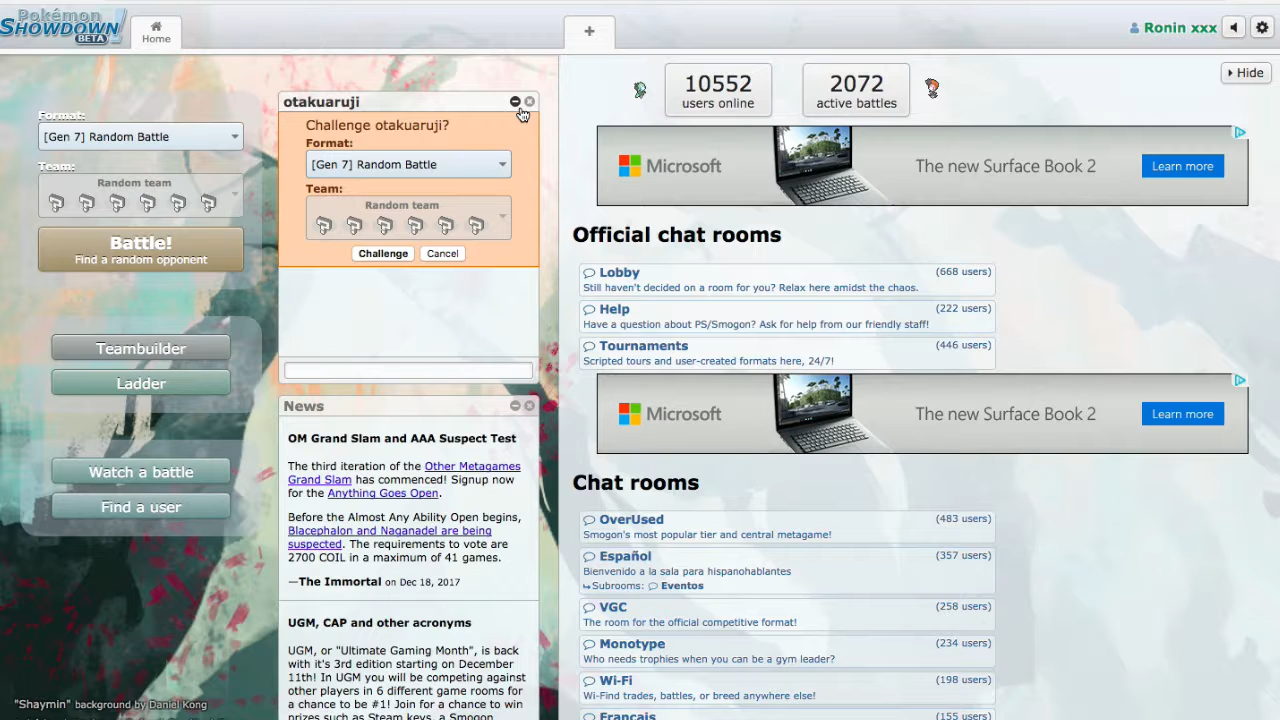 Pokémon
SHOWDOWN
BETA
Home
+
Ronin xxx
Format:
[Gen 7] Random Battle
Team:
Random team
Battle!
Find a random opponent
Teambuilder
Ladder
Watch a battle
Find a user
"Shaymin" background by Daniel Kong
otakuaruji
Challenge otakuaruji?
Format:
[Gen 7] Random Battle
Team:
Random team
Challenge Cancel
News
OM Grand Slam and AAA Suspect Test
The third iteration of the Other Metagames
Grand Slam has commenced! Signup now
for the Anything Goes Open.
Before the Almost Any Ability Open begins,
Blacephalon and Naganadel are being
suspected. The requirements to vote are
2700 COIL in a maximum of 41 games.
—The Immortal on Dec 18, 2017
UGM, CAP and other acronyms
UGM, or "Ultimate Gaming Month", is back
with it's 3rd edition starting on December
11th! In UGM you will be competing against
other players in 6 different game rooms for
a chance to be #1! Join for a chance to win
prizes such as Steam keys, a Smogon
10552
users online
2072
active battles
Hide
Microsoft The new Surface Book 2 Learn more
Official chat rooms
Lobby (668 users)
Still haven't decided on a room for you? Relax here amidst the chaos.
Help (222 users)
Have a question about PS/Smogon? Ask for help from our friendly staff!
Tournaments (446 users)
Scripted tours and user-created formats here, 24/7!
Microsoft The new Surface Book 2 Learn more
Chat rooms
OverUsed (483 users)
Smogon's most popular tier and central metagame!
Español (357 users)
Bienvenido a la sala para hispanohablantes
↳Subrooms: Eventos
VGC (258 users)
The room for the official competitive format!
Monotype (234 users)
Who needs trophies when you can be a gym leader?
Wi-Fi (198 users)
Wi-Find trades, battles, or breed anywhere else!
Français (155 users)